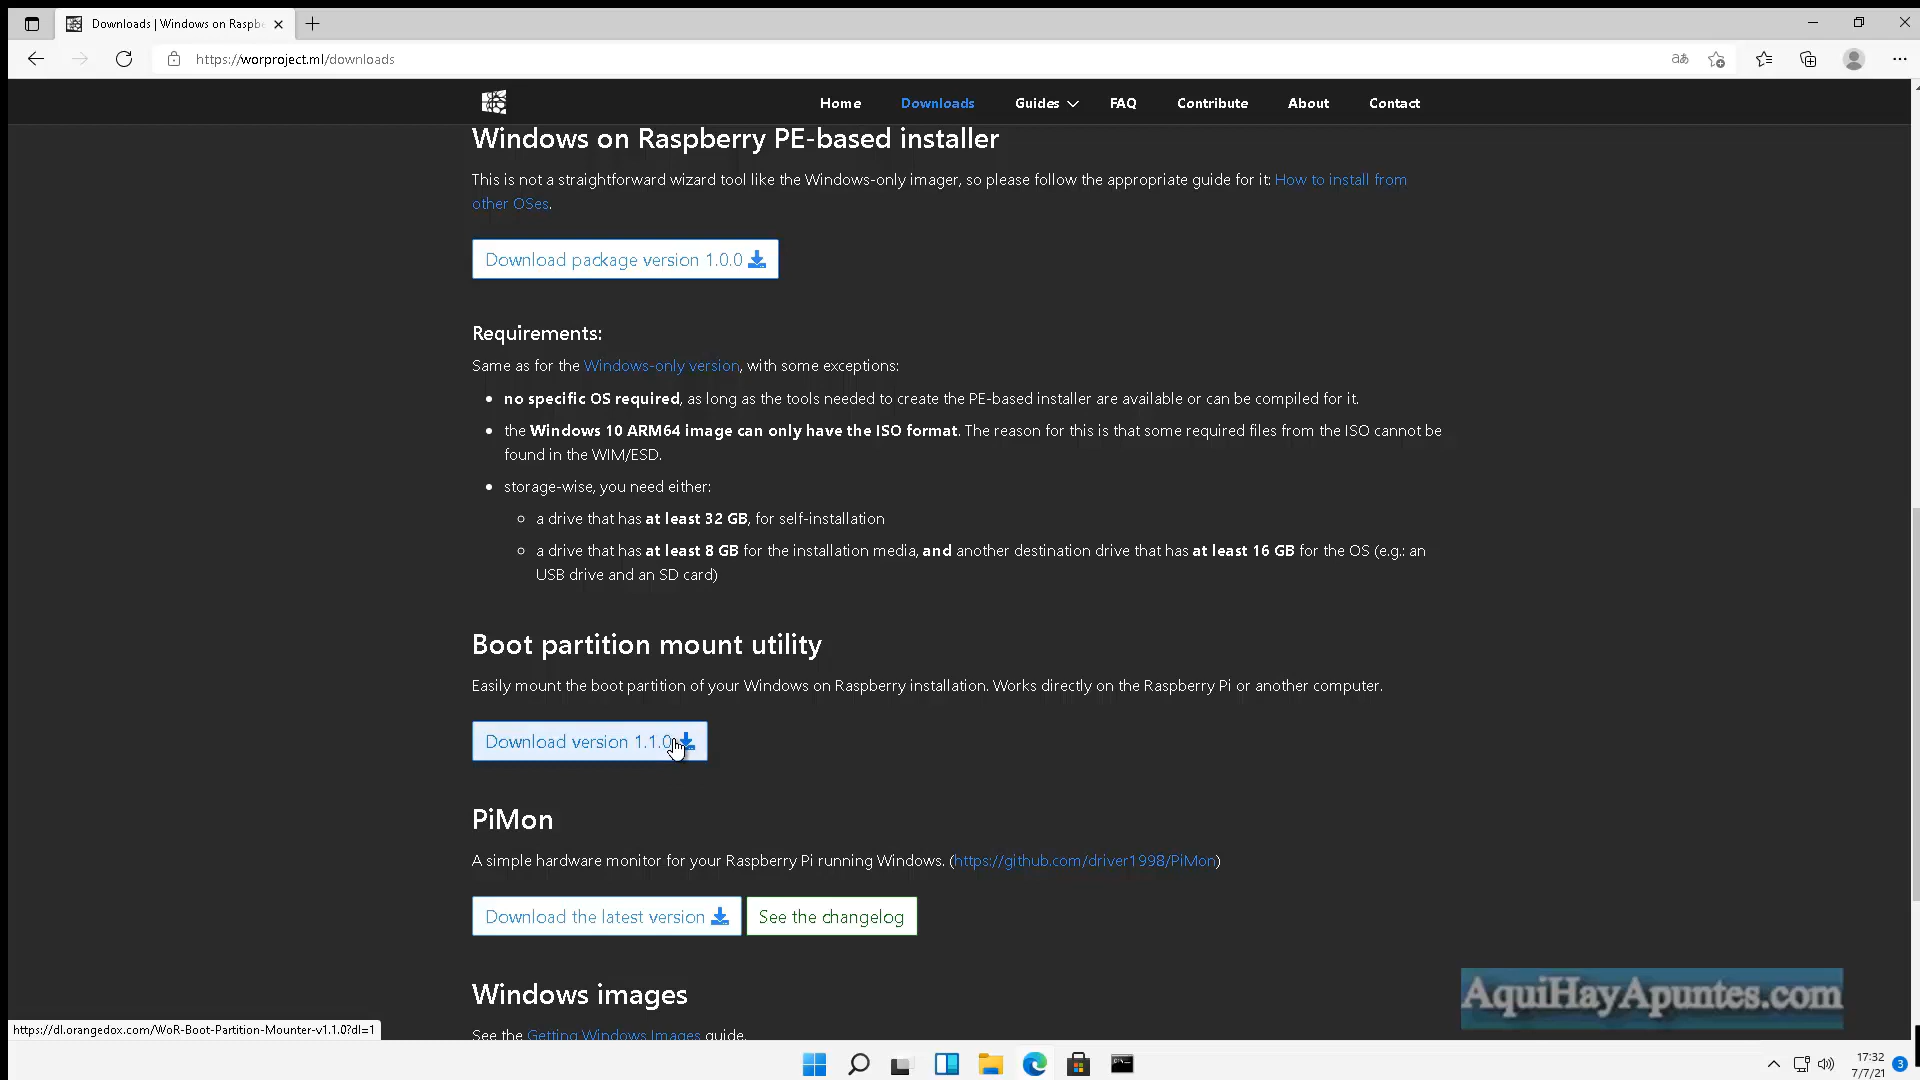 Downloads | Windows on Raspbe
https://worproject.ml/downloads
Home
Downloads
Guides
FAQ
Contribute
About
Contact
Windows on Raspberry PE-based installer
This is not a straightforward wizard tool like the Windows-only imager, so please follow the appropriate guide for it: How to install from
other OSes.
Download package version 1.0.0
Requirements:
Same as for the Windows-only version, with some exceptions:
no specific OS required, as long as the tools needed to create the PE-based installer are available or can be compiled for it.
the Windows 10 ARM64 image can only have the ISO format. The reason for this is that some required files from the ISO cannot be
found in the WIM/ESD.
storage-wise, you need either:
a drive that has at least 32 GB, for self-installation
a drive that has at least 8 GB for the installation media, and another destination drive that has at least 16 GB for the OS (e.g.: an
USB drive and an SD card)
Boot partition mount utility
Easily mount the boot partition of your Windows on Raspberry installation. Works directly on the Raspberry Pi or another computer.
Download version 1.1.0
PiMon
A simple hardware monitor for your Raspberry Pi running Windows. (https://github.com/driver1998/PiMon)
Download the latest version
See the changelog
Windows images
AquiHayApuntes.com
See the Getting Windows Images guide.
https://dl.orangedox.com/WoR-Boot-Partition-Mounter-v1.1.0?dl=1
17:32
7/7/21
3